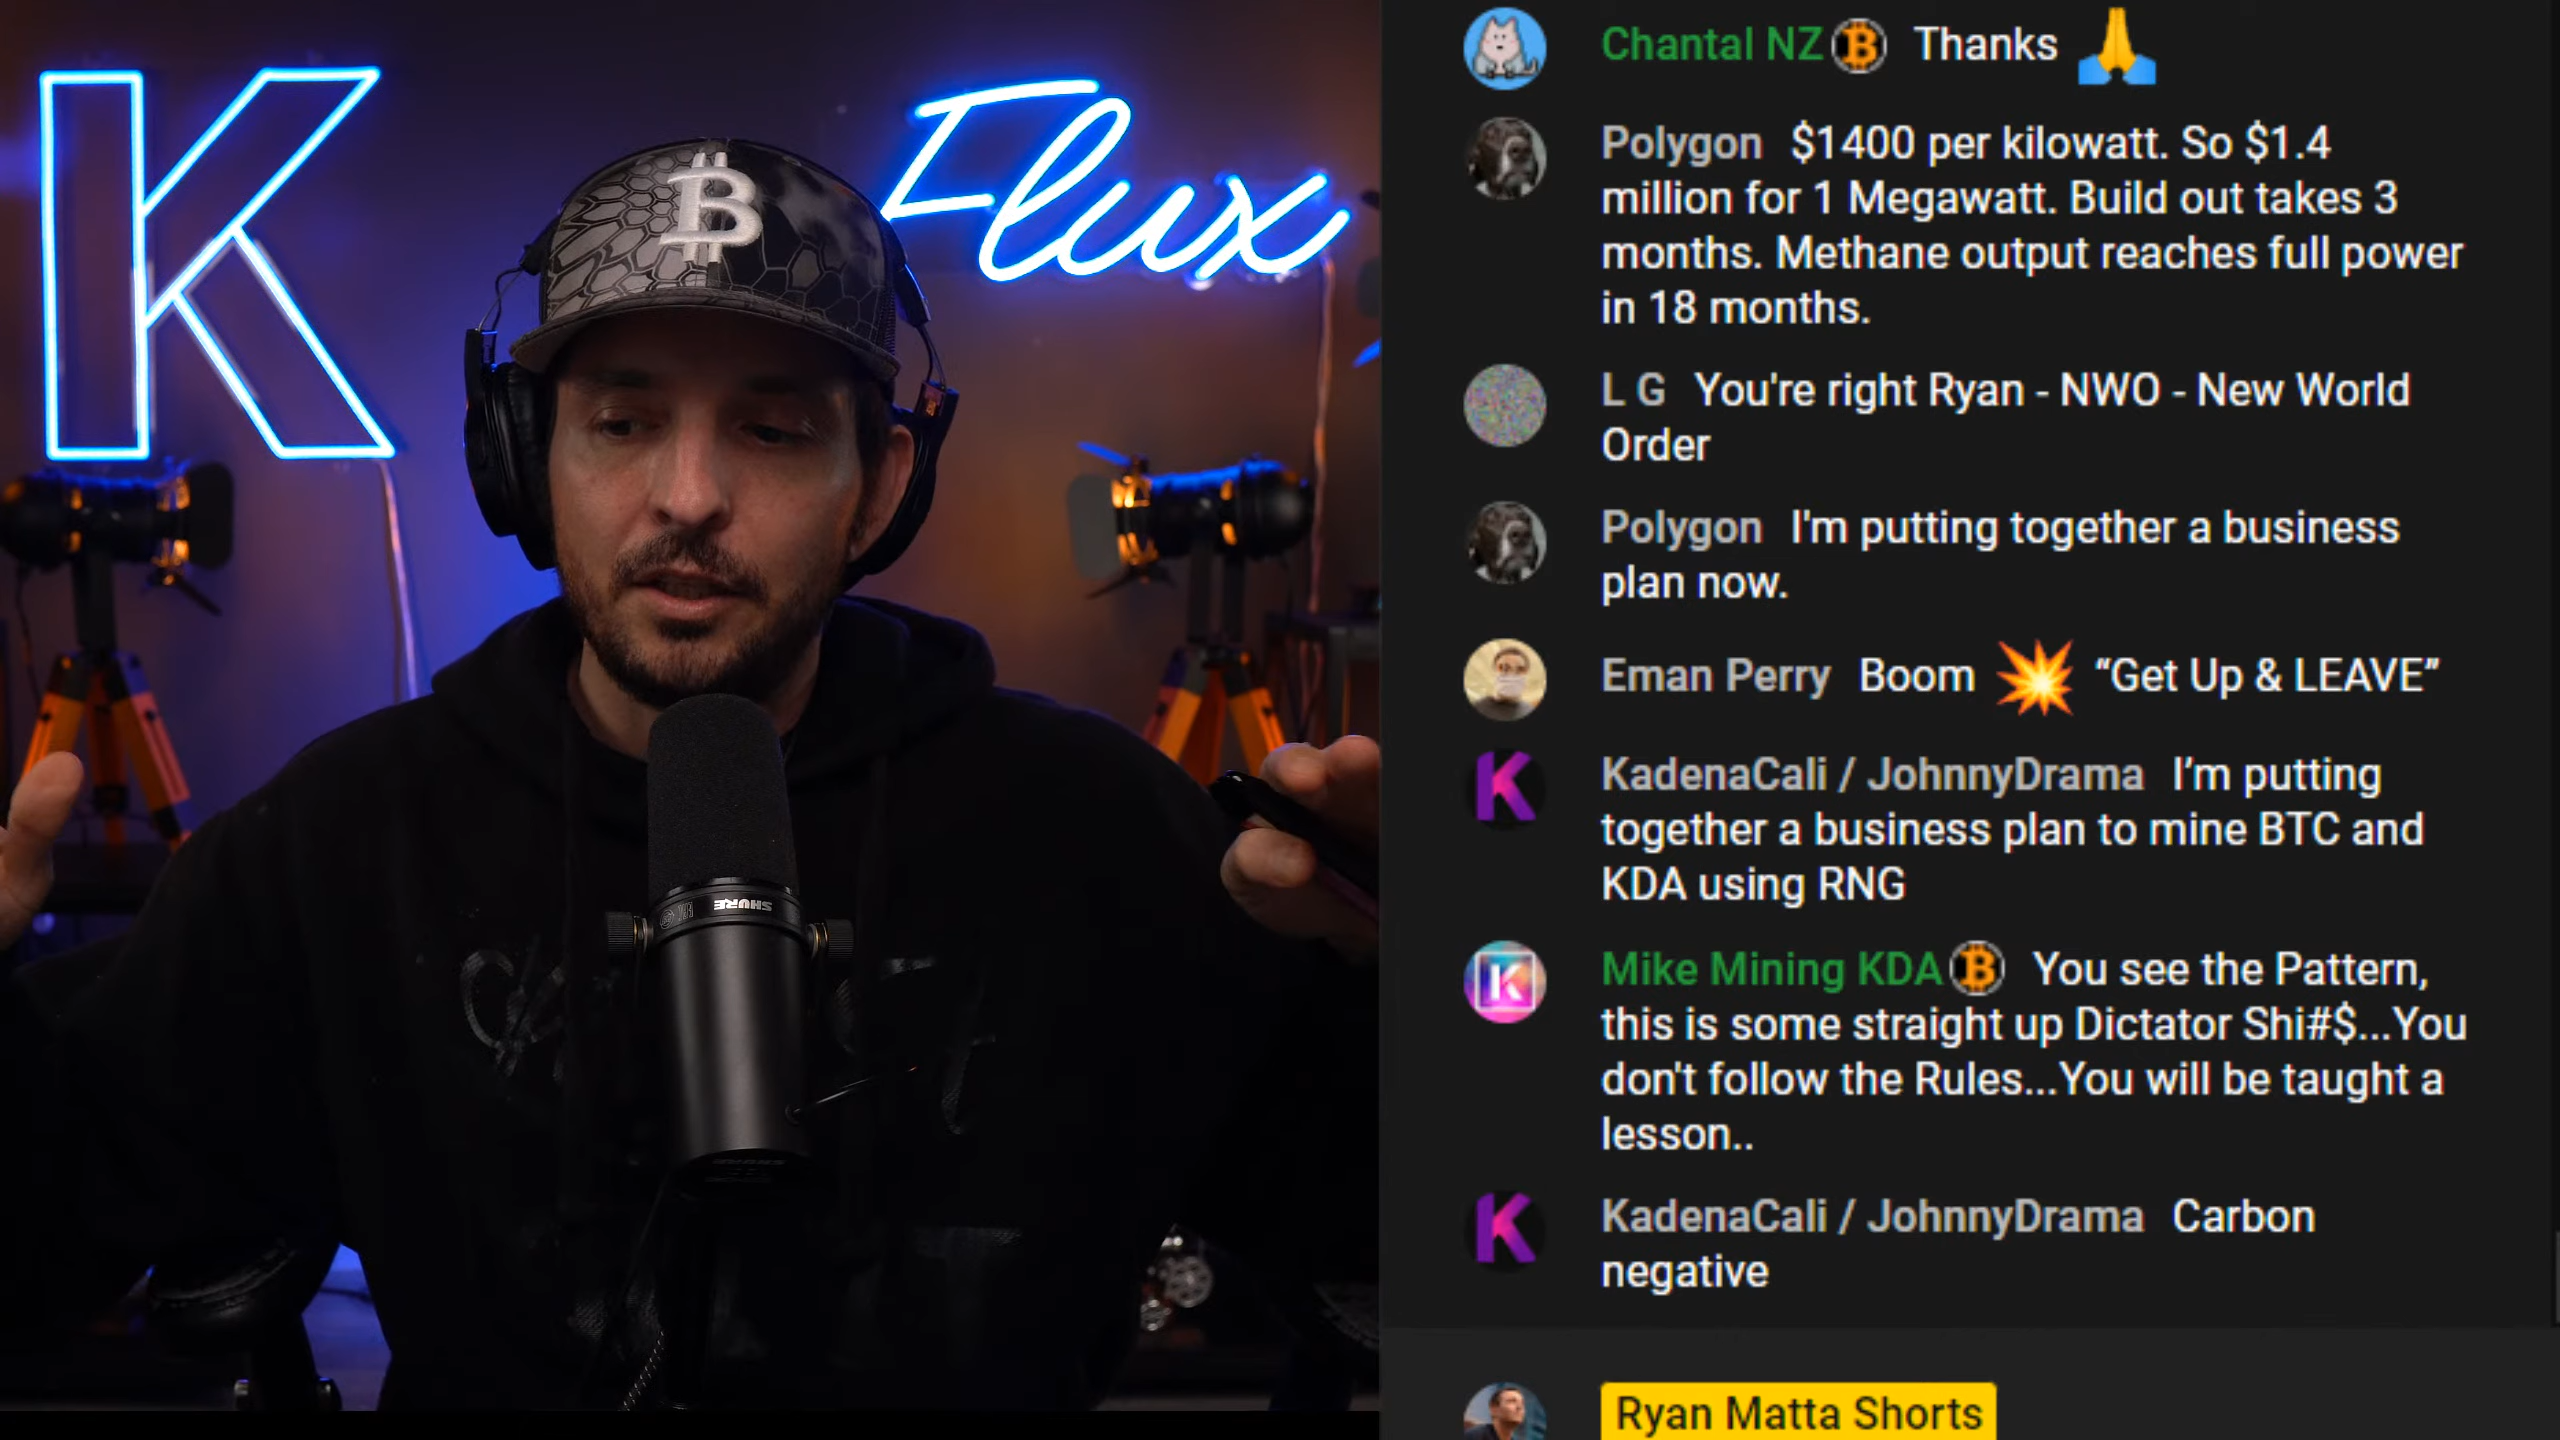 K
Flux
B
SHURE
Chantal NZ Thanks 🙏
Polygon $1400 per kilowatt. So $1.4
million for 1 Megawatt. Build out takes 3
months. Methane output reaches full power
in 18 months.
L G You're right Ryan - NWO - New World
Order
Polygon I'm putting together a business
plan now.
Eman Perry Boom 💥 “Get Up & LEAVE”
KadenaCali / JohnnyDrama I’m putting
together a business plan to mine BTC and
KDA using RNG
Mike Mining KDA You see the Pattern,
this is some straight up Dictator Shi#$...You
don't follow the Rules...You will be taught a
lesson..
KadenaCali / JohnnyDrama Carbon
negative
Ryan Matta Shorts